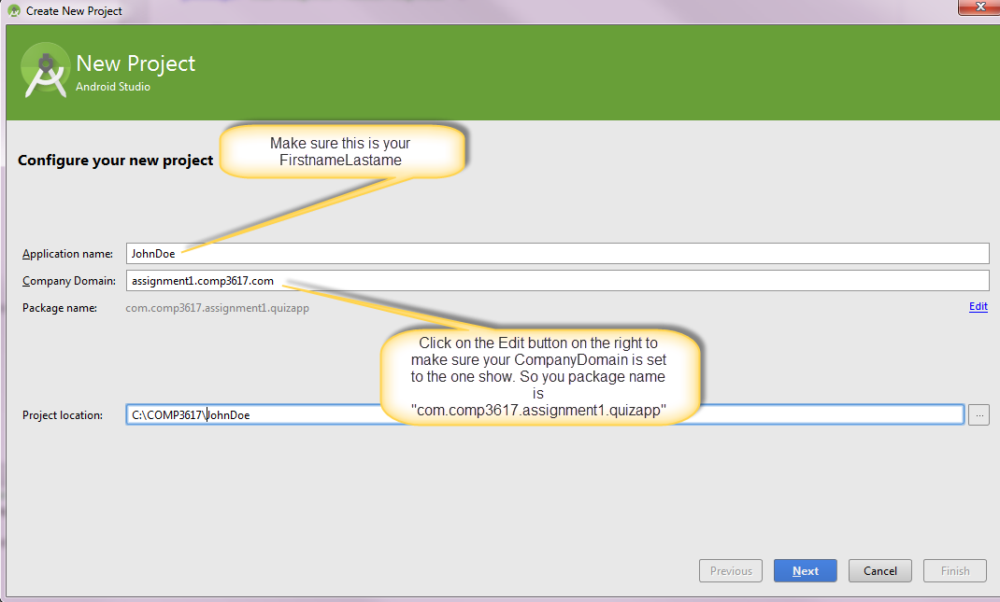 Create New Project
New Project
Android Studio
Make sure this is your
FirstnameLastame
Configure your new project
Application name:
JohnDoe
Company Domain:
assignment1.comp3617.com
Package name:
com.comp3617.assignment1.quizapp
Edit
Click on the Edit button on the right to
make sure your CompanyDomain is set
to the one show. So you package name
is
"com.comp3617.assignment1.quizapp"
Project location:
C:\COMP3617\JohnDoe
...
Previous
Next
Cancel
Finish